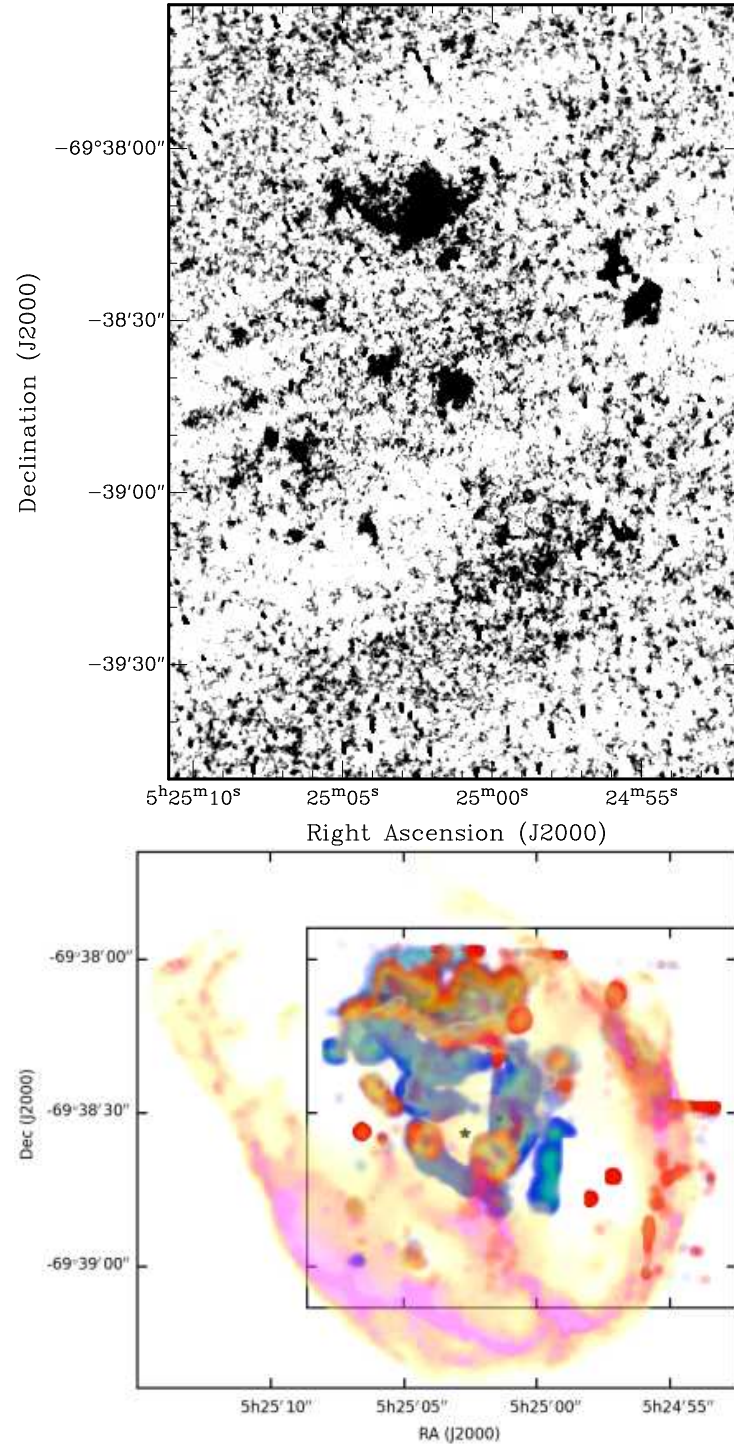 -69°38'00"
-38'30"
-39'00"
-39'30"
Declination (J2000)
5h25m10s 25m05s 25m00s 24m55s
Right Ascension (J2000)
-69°38'00"
-69°38'30"
-69°39'00"
Dec (J2000)
5h25'10" 5h25'05" 5h25'00" 5h24'55"
RA (J2000)